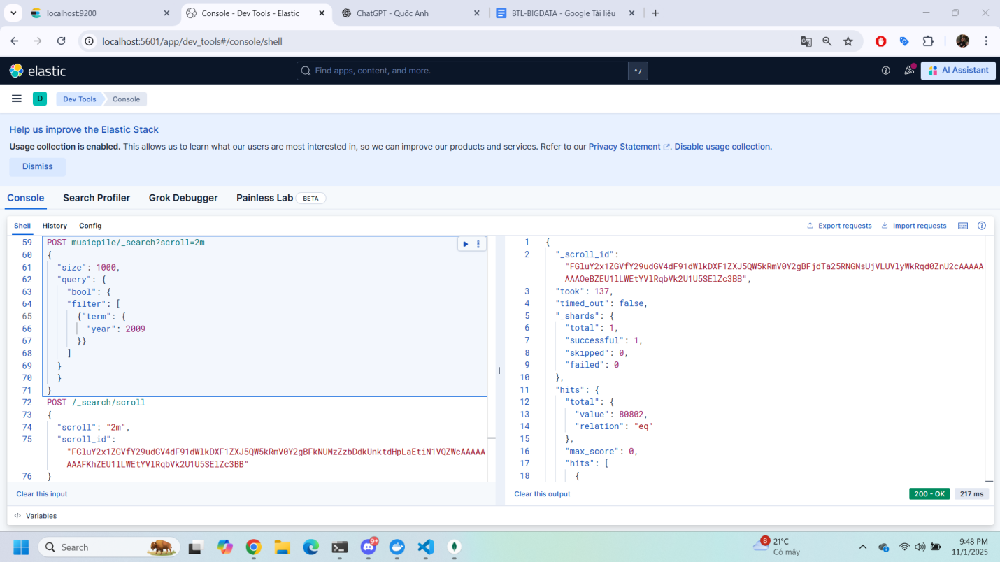 localhost:9200
Console - Dev Tools - Elastic
ChatGPT - Quốc Anh
BTL-BIGDATA - Google Tài liệu
localhost:5601/app/dev_tools#/console/shell
elastic
Find apps, content, and more.
^/
AI Assistant
D
Dev Tools
Console
Help us improve the Elastic Stack
Usage collection is enabled. This allows us to learn what our users are most interested in, so we can improve our products and services. Refer to our Privacy Statement. Disable usage collection.
Dismiss
Console
Search Profiler
Grok Debugger
Painless Lab
BETA
Shell
History
Config
Export requests
Import requests
59 POST musicpile/_search?scroll=2m
60 {
61 "size": 1000,
62 "query": {
63 "bool": {
64 "filter": [
65 {"term": {
66 "year": 2009
67 }}
68 ]
69 }
70 }
71 }
72 POST /_search/scroll
73 {
74 "scroll": "2m",
75 "scroll_id":
"FGluY2x1ZGVfY29udGV4dF91dWlkDXF1ZXJ5QW5kRmV0Y2gBFkNUMzZzbDdkUnktdHpLaEtiN1VQZWcAAAAA
AAAFKhZEU1lLWEtYVlRqbVk2U1U5SElZc3BB"
76 }
Clear this input
1 {
2 "_scroll_id":
"FGluY2x1ZGVfY29udGV4dF91dWlkDXF1ZXJ5QW5kRmV0Y2gBFjdTa25RNGNsUjVLUVlyWkRqd0ZnU2cAAAAA
AAAOeBZEU1lLWEtYVlRqbVk2U1U5SElZc3BB",
3 "took": 137,
4 "timed_out": false,
5 "_shards": {
6 "total": 1,
7 "successful": 1,
8 "skipped": 0,
9 "failed": 0
10 },
11 "hits": {
12 "total": {
13 "value": 80802,
14 "relation": "eq"
15 },
16 "max_score": 0,
17 "hits": [
18 {
Clear this output
200 - OK
217 ms
Variables
Search
9+
8
21°C
Có mây
9:48 PM
11/1/2025